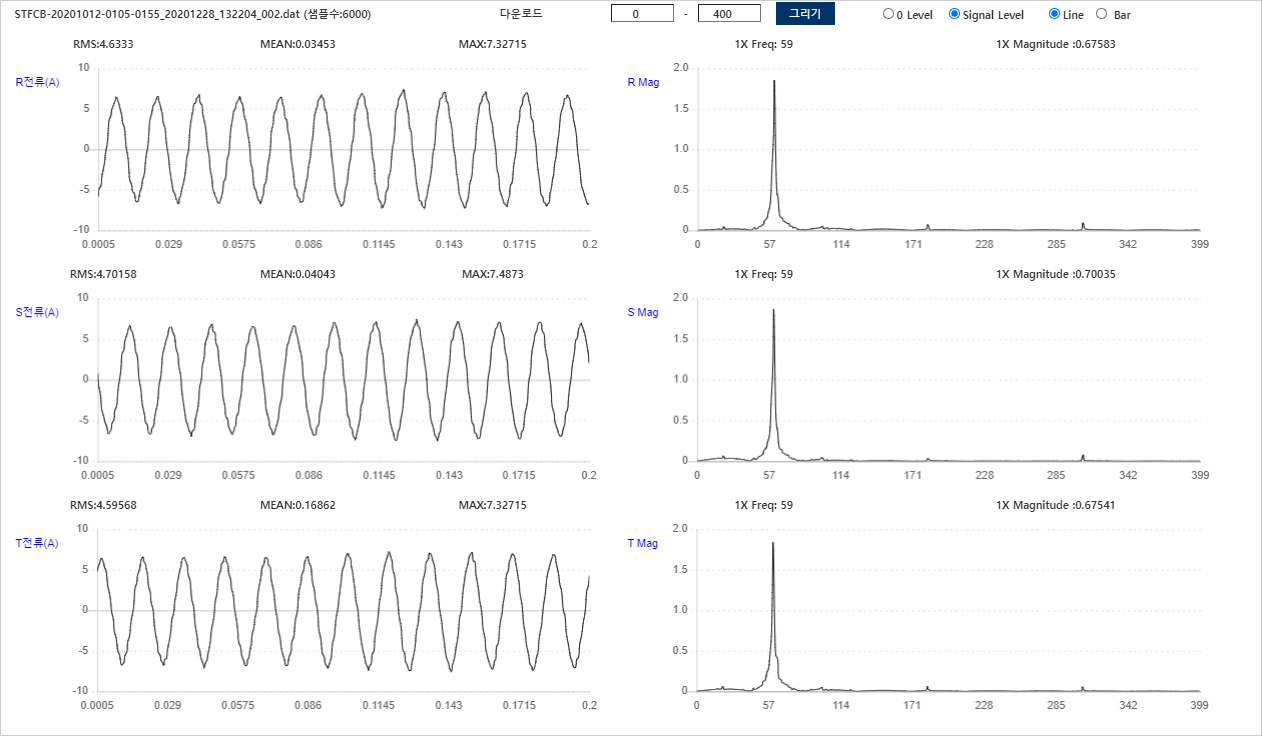 STFCB-20201012-0105-0155_20201228_132204_002.dat (샘플수:6000) 다운로드 0 - 400 그리기 0 Level Signal Level Line Bar
RMS:4.6333 MEAN:0.03453 MAX:7.32715 1X Freq: 59 1X Magnitude :0.67583
R전류(A)
10
5
0
-5
-10
0.0005 0.029 0.0575 0.086 0.1145 0.143 0.1715 0.2
R Mag
2.0
1.5
1.0
0.5
0
0 57 114 171 228 285 342 399
RMS:4.70158 MEAN:0.04043 MAX:7.4873 1X Freq: 59 1X Magnitude :0.70035
S전류(A)
10
5
0
-5
-10
0.0005 0.029 0.0575 0.086 0.1145 0.143 0.1715 0.2
S Mag
2.0
1.5
1.0
0.5
0
0 57 114 171 228 285 342 399
RMS:4.59568 MEAN:0.16862 MAX:7.32715 1X Freq: 59 1X Magnitude :0.67541
T전류(A)
10
5
0
-5
-10
0.0005 0.029 0.0575 0.086 0.1145 0.143 0.1715 0.2
T Mag
2.0
1.5
1.0
0.5
0
0 57 114 171 228 285 342 399